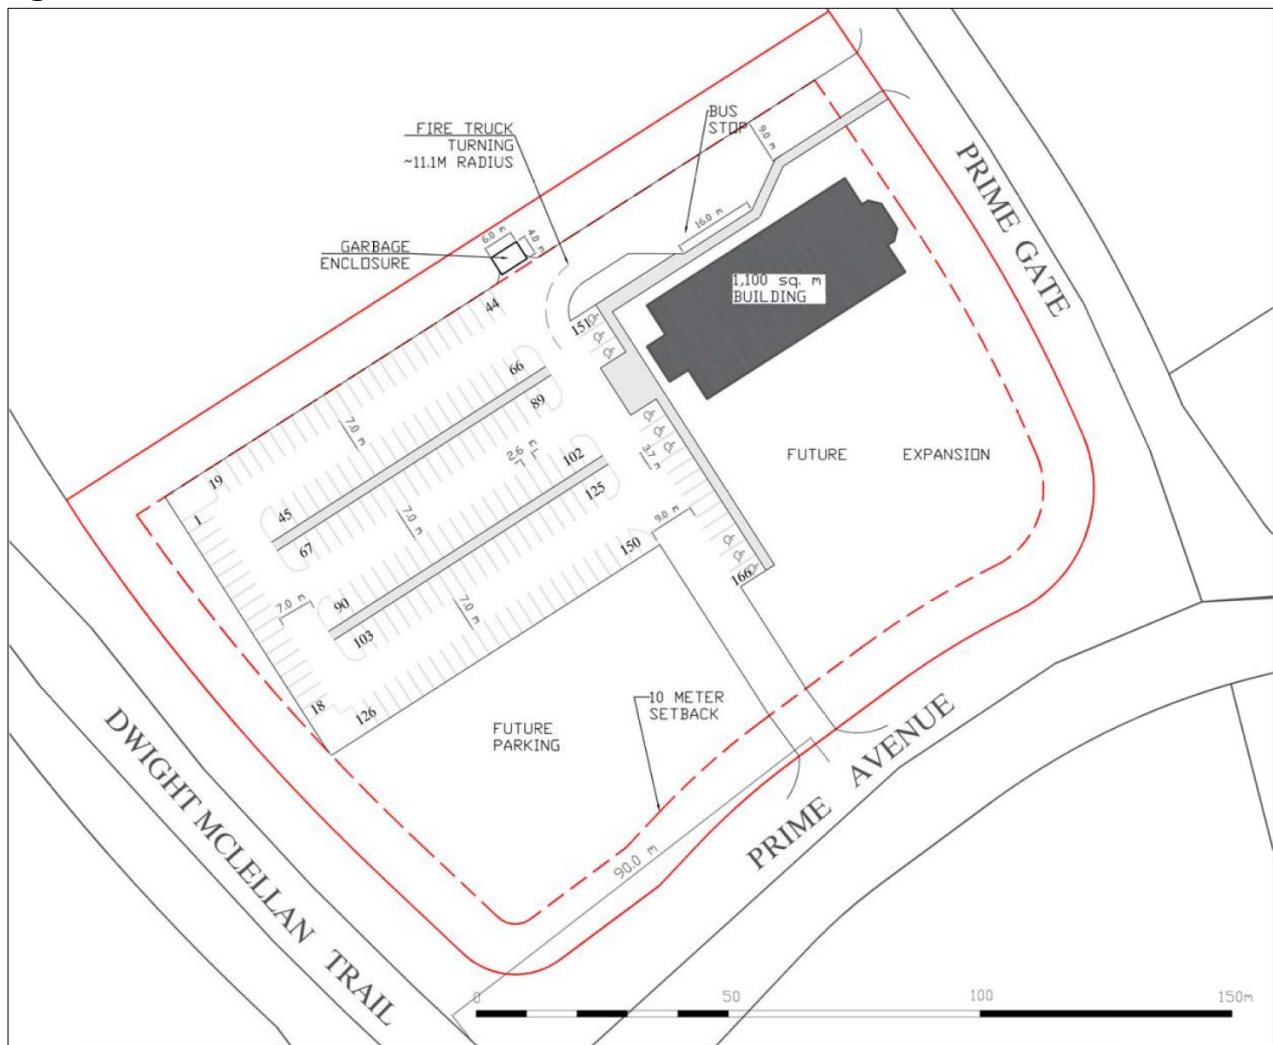 BUS
STOP
9.0 m
FIRE TRUCK
TURNING
~11.1M RADIUS
PRIME GATE
16.0 m
6.0 m
4.0 m
GARBAGE
ENCLOSURE
1,100 sq. m
BUILDING
44
151
66
89
7.0 m
2.6 m
102
3.7 m
FUTURE EXPANSION
19
1
45
67
7.0 m
125
9.0 m
150
166
7.0 m
90
103
7.0 m
18
126
10 METER
SETBACK
FUTURE
PARKING
DWIGHT MCLELLAN TRAIL
PRIME AVENUE
90.0 m
0 50 100 150m